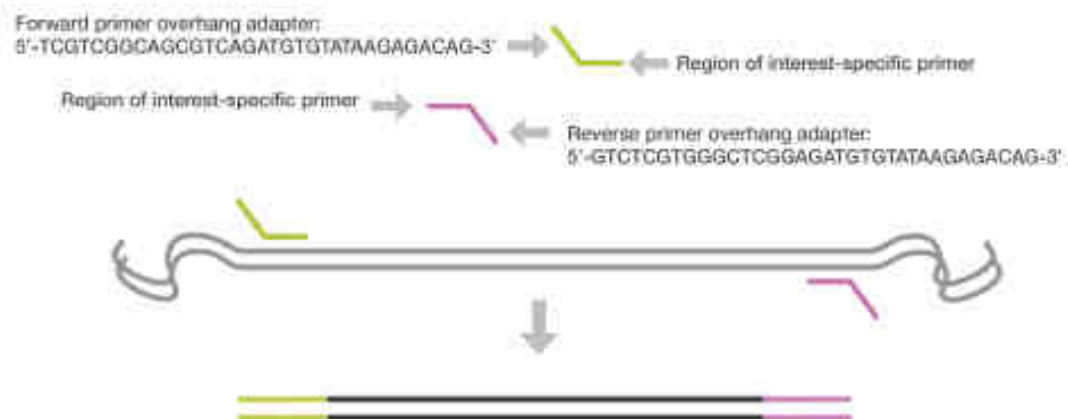 Forward primer overhang adapter:
5'-TCGTCGGCAGCGTCAGATGTGTATAAGAGACAG-3'
Region of interest-specific primer
Region of interest-specific primer
Reverse primer overhang adapter:
5'-GTCTCGTGGGCTCGGAGATGTGTATAAGAGACAG-3'